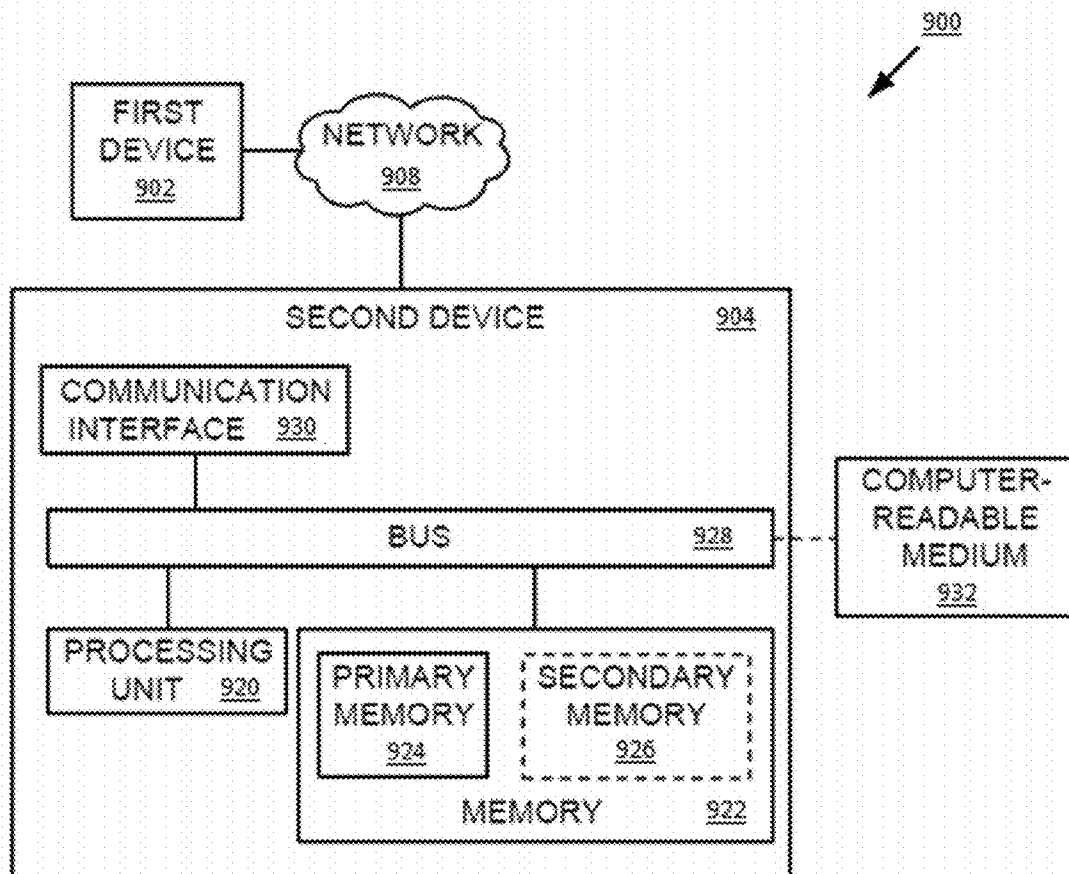 900
FIRST
DEVICE
902
NETWORK
908
SECOND DEVICE 904
COMMUNICATION
INTERFACE 930
BUS 928
COMPUTER-
READABLE
MEDIUM
932
PROCESSING
UNIT 920
PRIMARY
MEMORY
924
SECONDARY
MEMORY
926
MEMORY 922